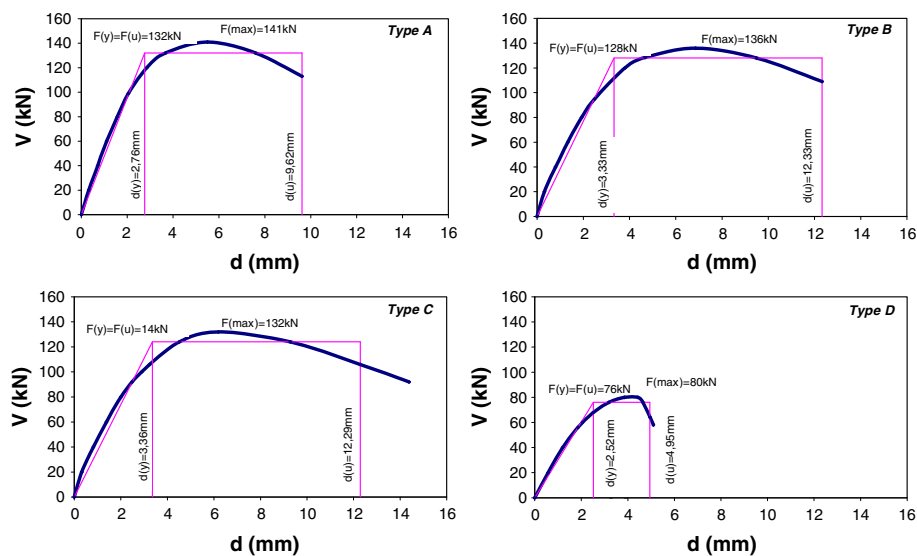 160
140
120
100
80
60
40
20
0
V (kN)
F(y)=F(u)=132kN
F(max)=141kN
Type A
d(y)=2,76mm
d(u)=9,62mm
0 2 4 6 8 10 12 14 16
d (mm)
160
140
120
100
80
60
40
20
0
V (kN)
F(y)=F(u)=128kN
F(max)=136kN
Type B
d(y)=3,33mm
d(u)=12,33mm
0 2 4 6 8 10 12 14 16
d (mm)
160
140
120
100
80
60
40
20
0
V (kN)
F(y)=F(u)=14kN
F(max)=132kN
Type C
d(y)=3,36mm
d(u)=12,29mm
0 2 4 6 8 10 12 14 16
d (mm)
160
140
120
100
80
60
40
20
0
V (kN)
F(y)=F(u)=76kN
F(max)=80kN
Type D
d(y)=2,52mm
d(u)=4,95mm
0 2 4 6 8 10 12 14 16
d (mm)